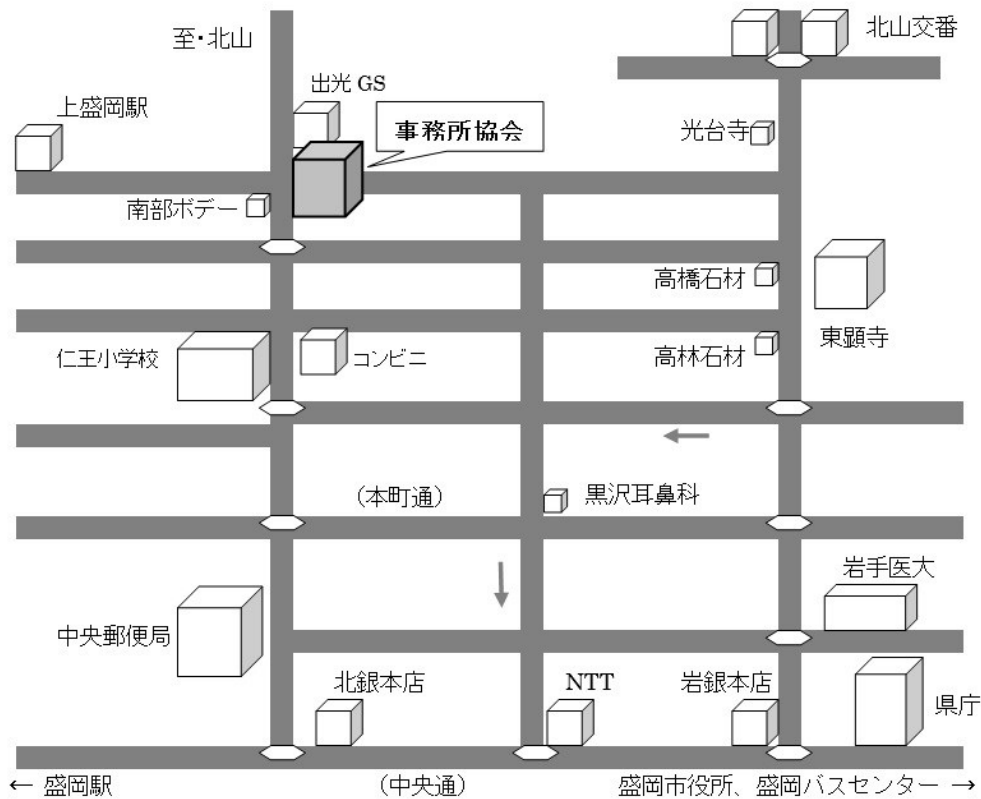 至・北山
北山交番
出光 GS
上盛岡駅
事務所協会
光台寺
南部ボデー
高橋石材
仁王小学校
コンビニ
高林石材
東顕寺
（本町通）
黒沢耳鼻科
岩手医大
中央郵便局
北銀本店
NTT
岩銀本店
県庁
← 盛岡駅
（中央通）
盛岡市役所、盛岡バスセンター →